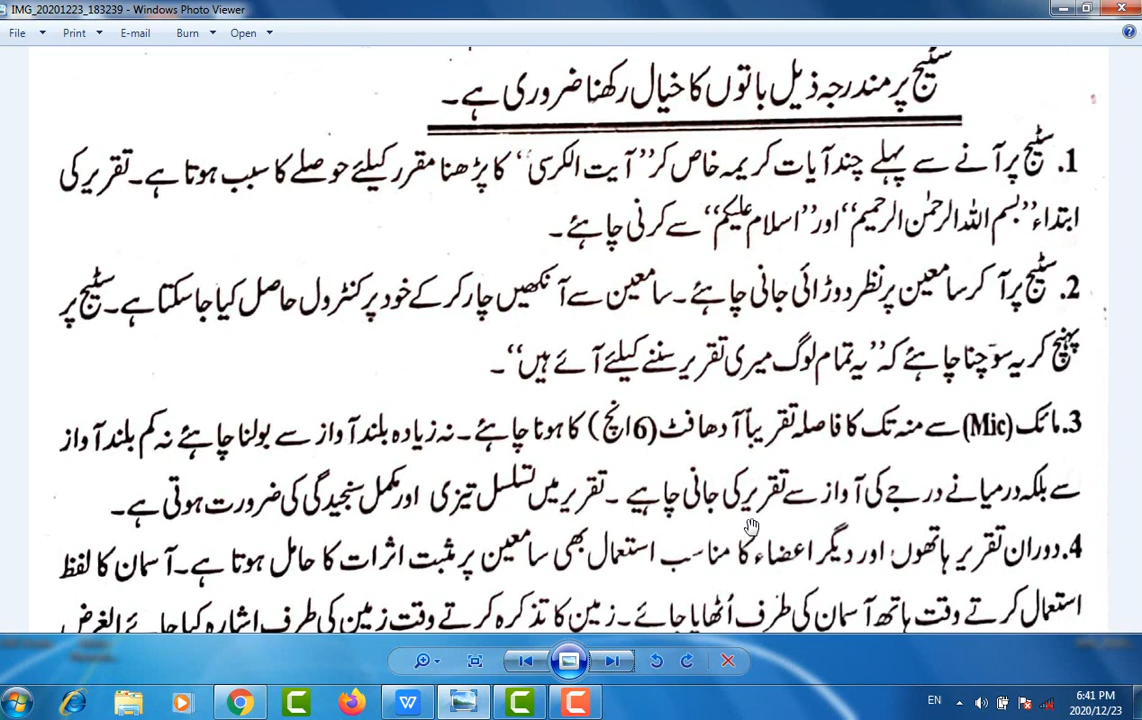 IMG_20201223_183239 - Windows Photo Viewer
File Print E-mail Burn Open
سٹیج پر مندرجہ ذیل باتوں کا خیال رکھنا ضروری ہے۔
1. سٹیج پر آنے سے پہلے چند آیات کریمہ خاص کر ”آیت الکرسی“ کا پڑھنا مقرر کیلئے حوصلے کا سبب ہوتا ہے۔ تقریر کی
ابتداء ”بسم اللہ الرحمٰن الرحیم“ اور ”اسلام علیکم“ سے کرنی چاہئے۔
2. سٹیج پر آ کر سامعین پر نظر دوڑائی جانی چاہئے۔ سامعین سے آنکھیں چار کر کے خود پر کنٹرول حاصل کیا جا سکتا ہے۔ سٹیج پر
پہنچ کر یہ سوچنا چاہئے کہ ”یہ تمام لوگ میری تقریر سننے کیلئے آئے ہیں“۔
3. مائک (Mic) سے منہ تک کا فاصلہ تقریباً آدھا فٹ (6 انچ) کا ہونا چاہئے۔ نہ زیادہ بلند آواز سے بولنا چاہئے نہ کم بلند آواز
سے بلکہ درمیانے درجے کی آواز سے تقریر کی جانی چاہیے۔ تقریر میں تسلسل تیزی اور مکمل سنجیدگی کی ضرورت ہوتی ہے۔
4. دوران تقریر ہاتھوں اور دیگر اعضاء کا مناسب استعمال بھی سامعین پر مثبت اثرات کا حامل ہوتا ہے۔ آسمان کا لفظ
استعمال کرتے وقت ہاتھ آسمان کی طرف اُٹھایا جائے۔ زمین کا تذکرہ کرتے وقت زمین کی طرف اشارہ کیا جائے الغرض
EN 6:41 PM
2020/12/23